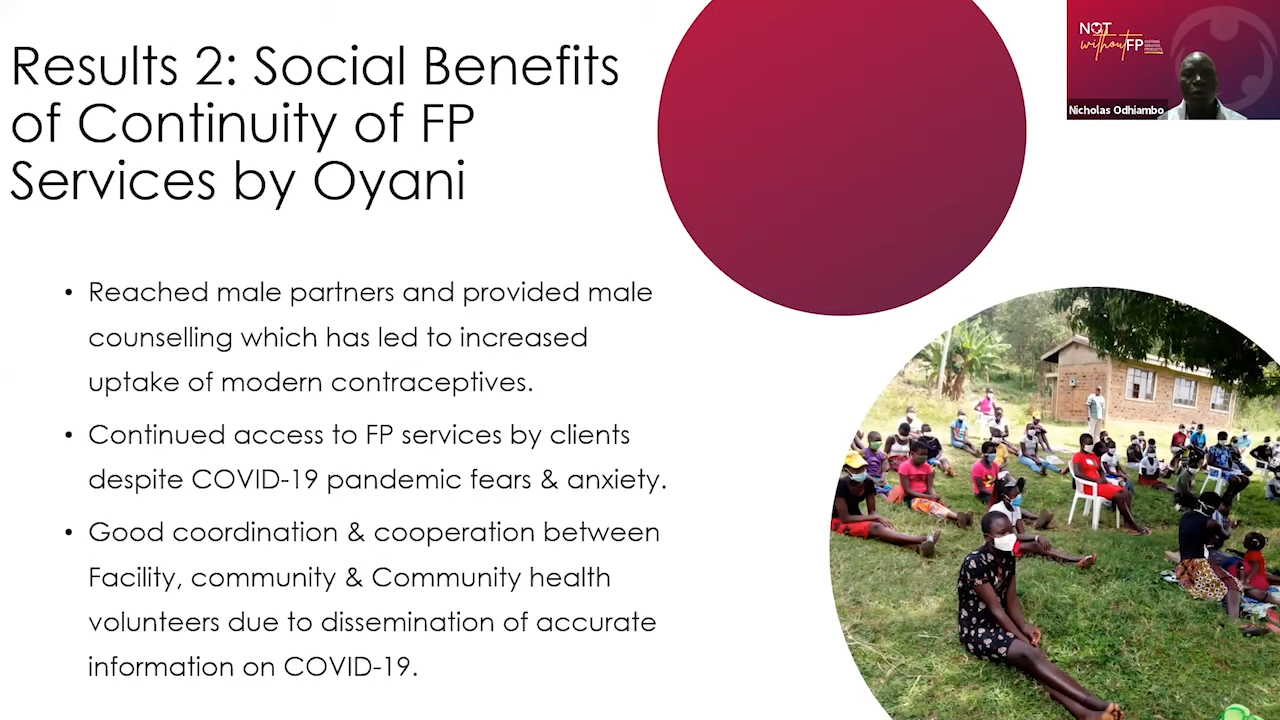 Results 2: Social Benefits
of Continuity of FP
Services by Oyani
• Reached male partners and provided male
counselling which has led to increased
uptake of modern contraceptives.
• Continued access to FP services by clients
despite COVID-19 pandemic fears & anxiety.
• Good coordination & cooperation between
Facility, community & Community health
volunteers due to dissemination of accurate
information on COVID-19.
NOT
without FP
Nicholas Odhiambo